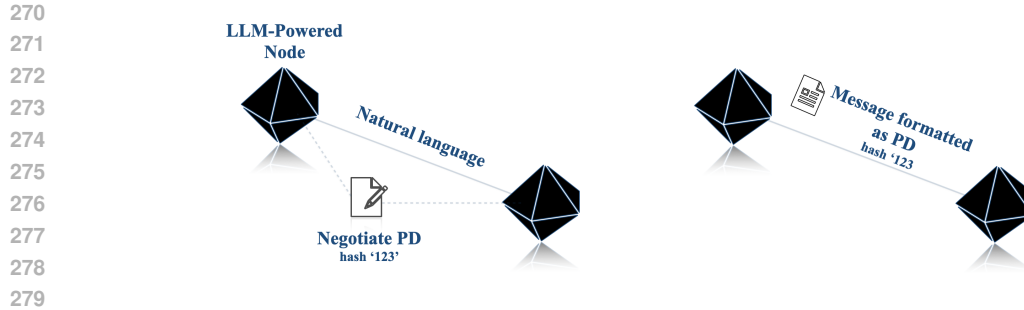 270
271
272
273
274
275
276
277
278
279
LLM-Powered
Node
Natural language
Negotiate PD
hash ‘123’
Message formatted
as PD
hash ‘123